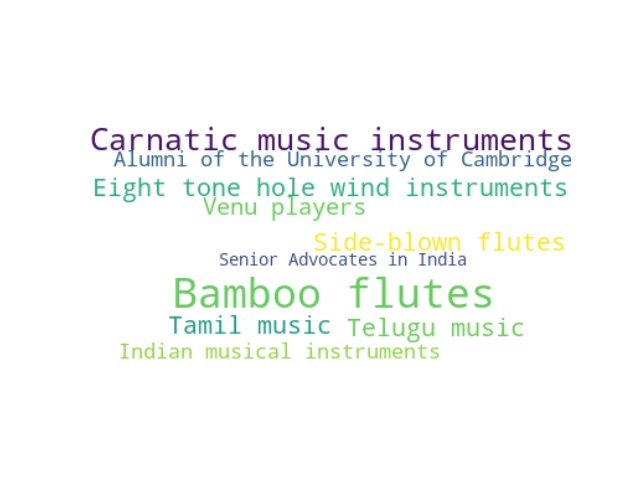 Carnatic music instruments
Alumni of the University of Cambridge
Eight tone hole wind instruments
Venu players
Side-blown flutes
Senior Advocates in India
Bamboo flutes
Tamil music
Telugu music
Indian musical instruments